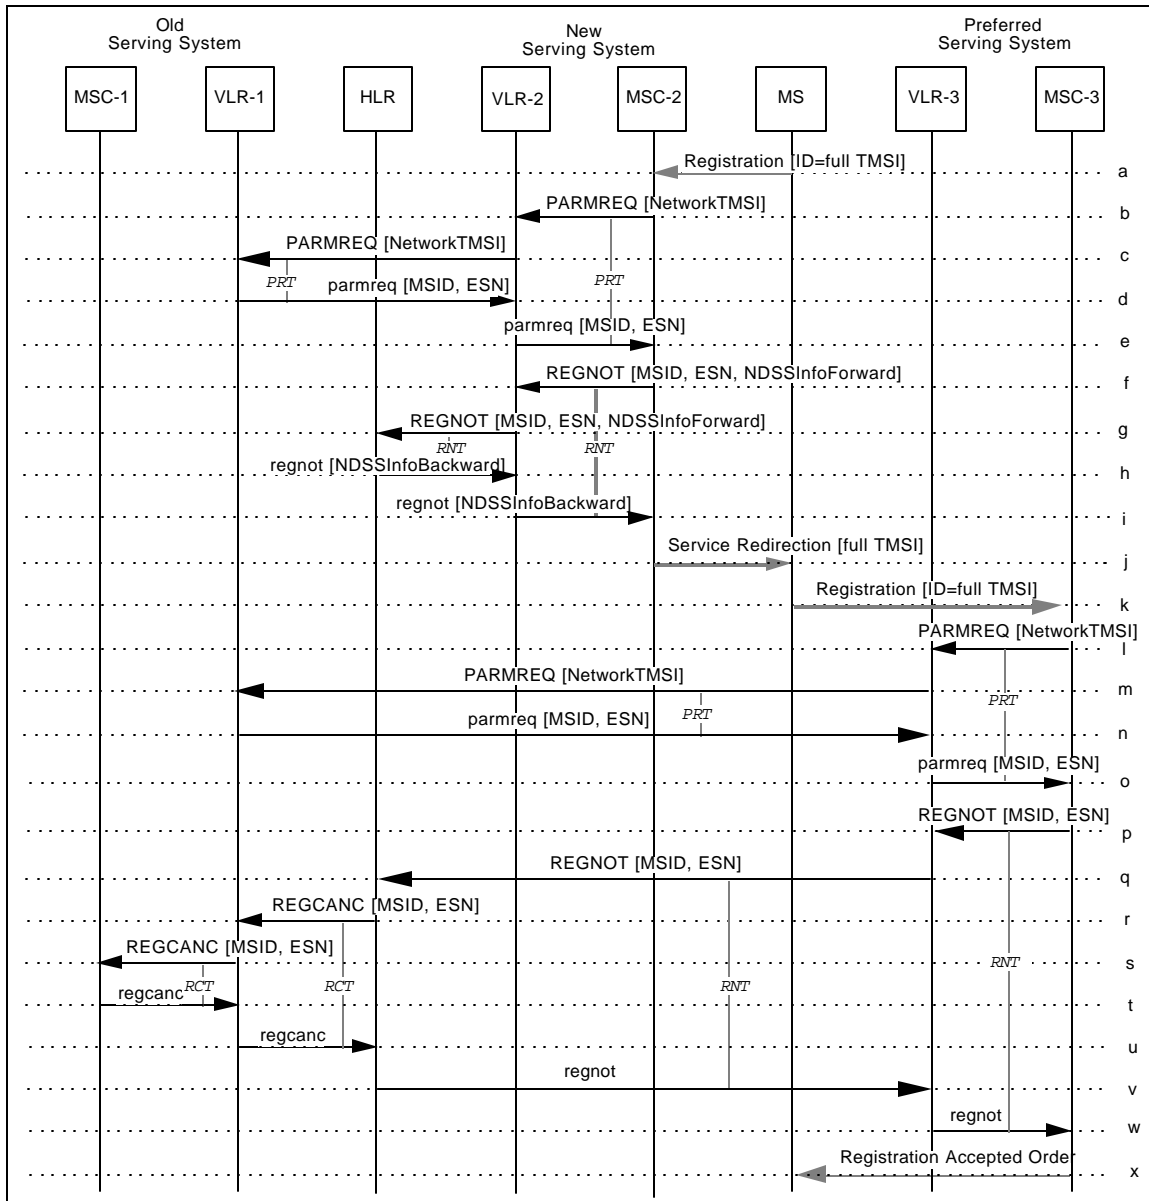 Old
Serving System
New
Serving System
Preferred
Serving System
MSC-1
VLR-1
HLR
VLR-2
MSC-2
MS
VLR-3
MSC-3
Registration [ID=full TMSI]
a
PARMREQ [NetworkTMSI]
b
PARMREQ [NetworkTMSI]
c
PRT
PRT
parmreq [MSID, ESN]
d
parmreq [MSID, ESN]
e
REGNOT [MSID, ESN, NDSSInfoForward]
f
REGNOT [MSID, ESN, NDSSInfoForward]
g
RNT
RNT
regnot [NDSSInfoBackward]
h
regnot [NDSSInfoBackward]
i
Service Redirection [full TMSI]
j
Registration [ID=full TMSI]
k
PARMREQ [NetworkTMSI]
l
PARMREQ [NetworkTMSI]
m
PRT
PRT
parmreq [MSID, ESN]
n
parmreq [MSID, ESN]
o
REGNOT [MSID, ESN]
p
REGNOT [MSID, ESN]
q
REGCANC [MSID, ESN]
r
REGCANC [MSID, ESN]
s
RNT
RCT
RCT
RNT
regcanc
t
regcanc
u
regnot
v
regnot
w
Registration Accepted Order
x